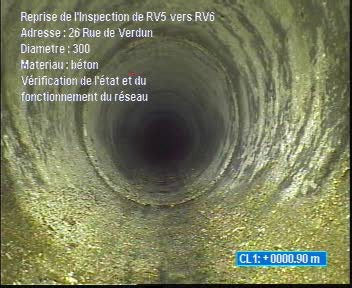 Reprise de l'Inspection de RV5 vers RV6
Adresse : 26 Rue de Verdun
Diametre : 300
Materiau : béton
Vérification de l'état et du
fonctionnement du réseau
CL1: +0000.90 m